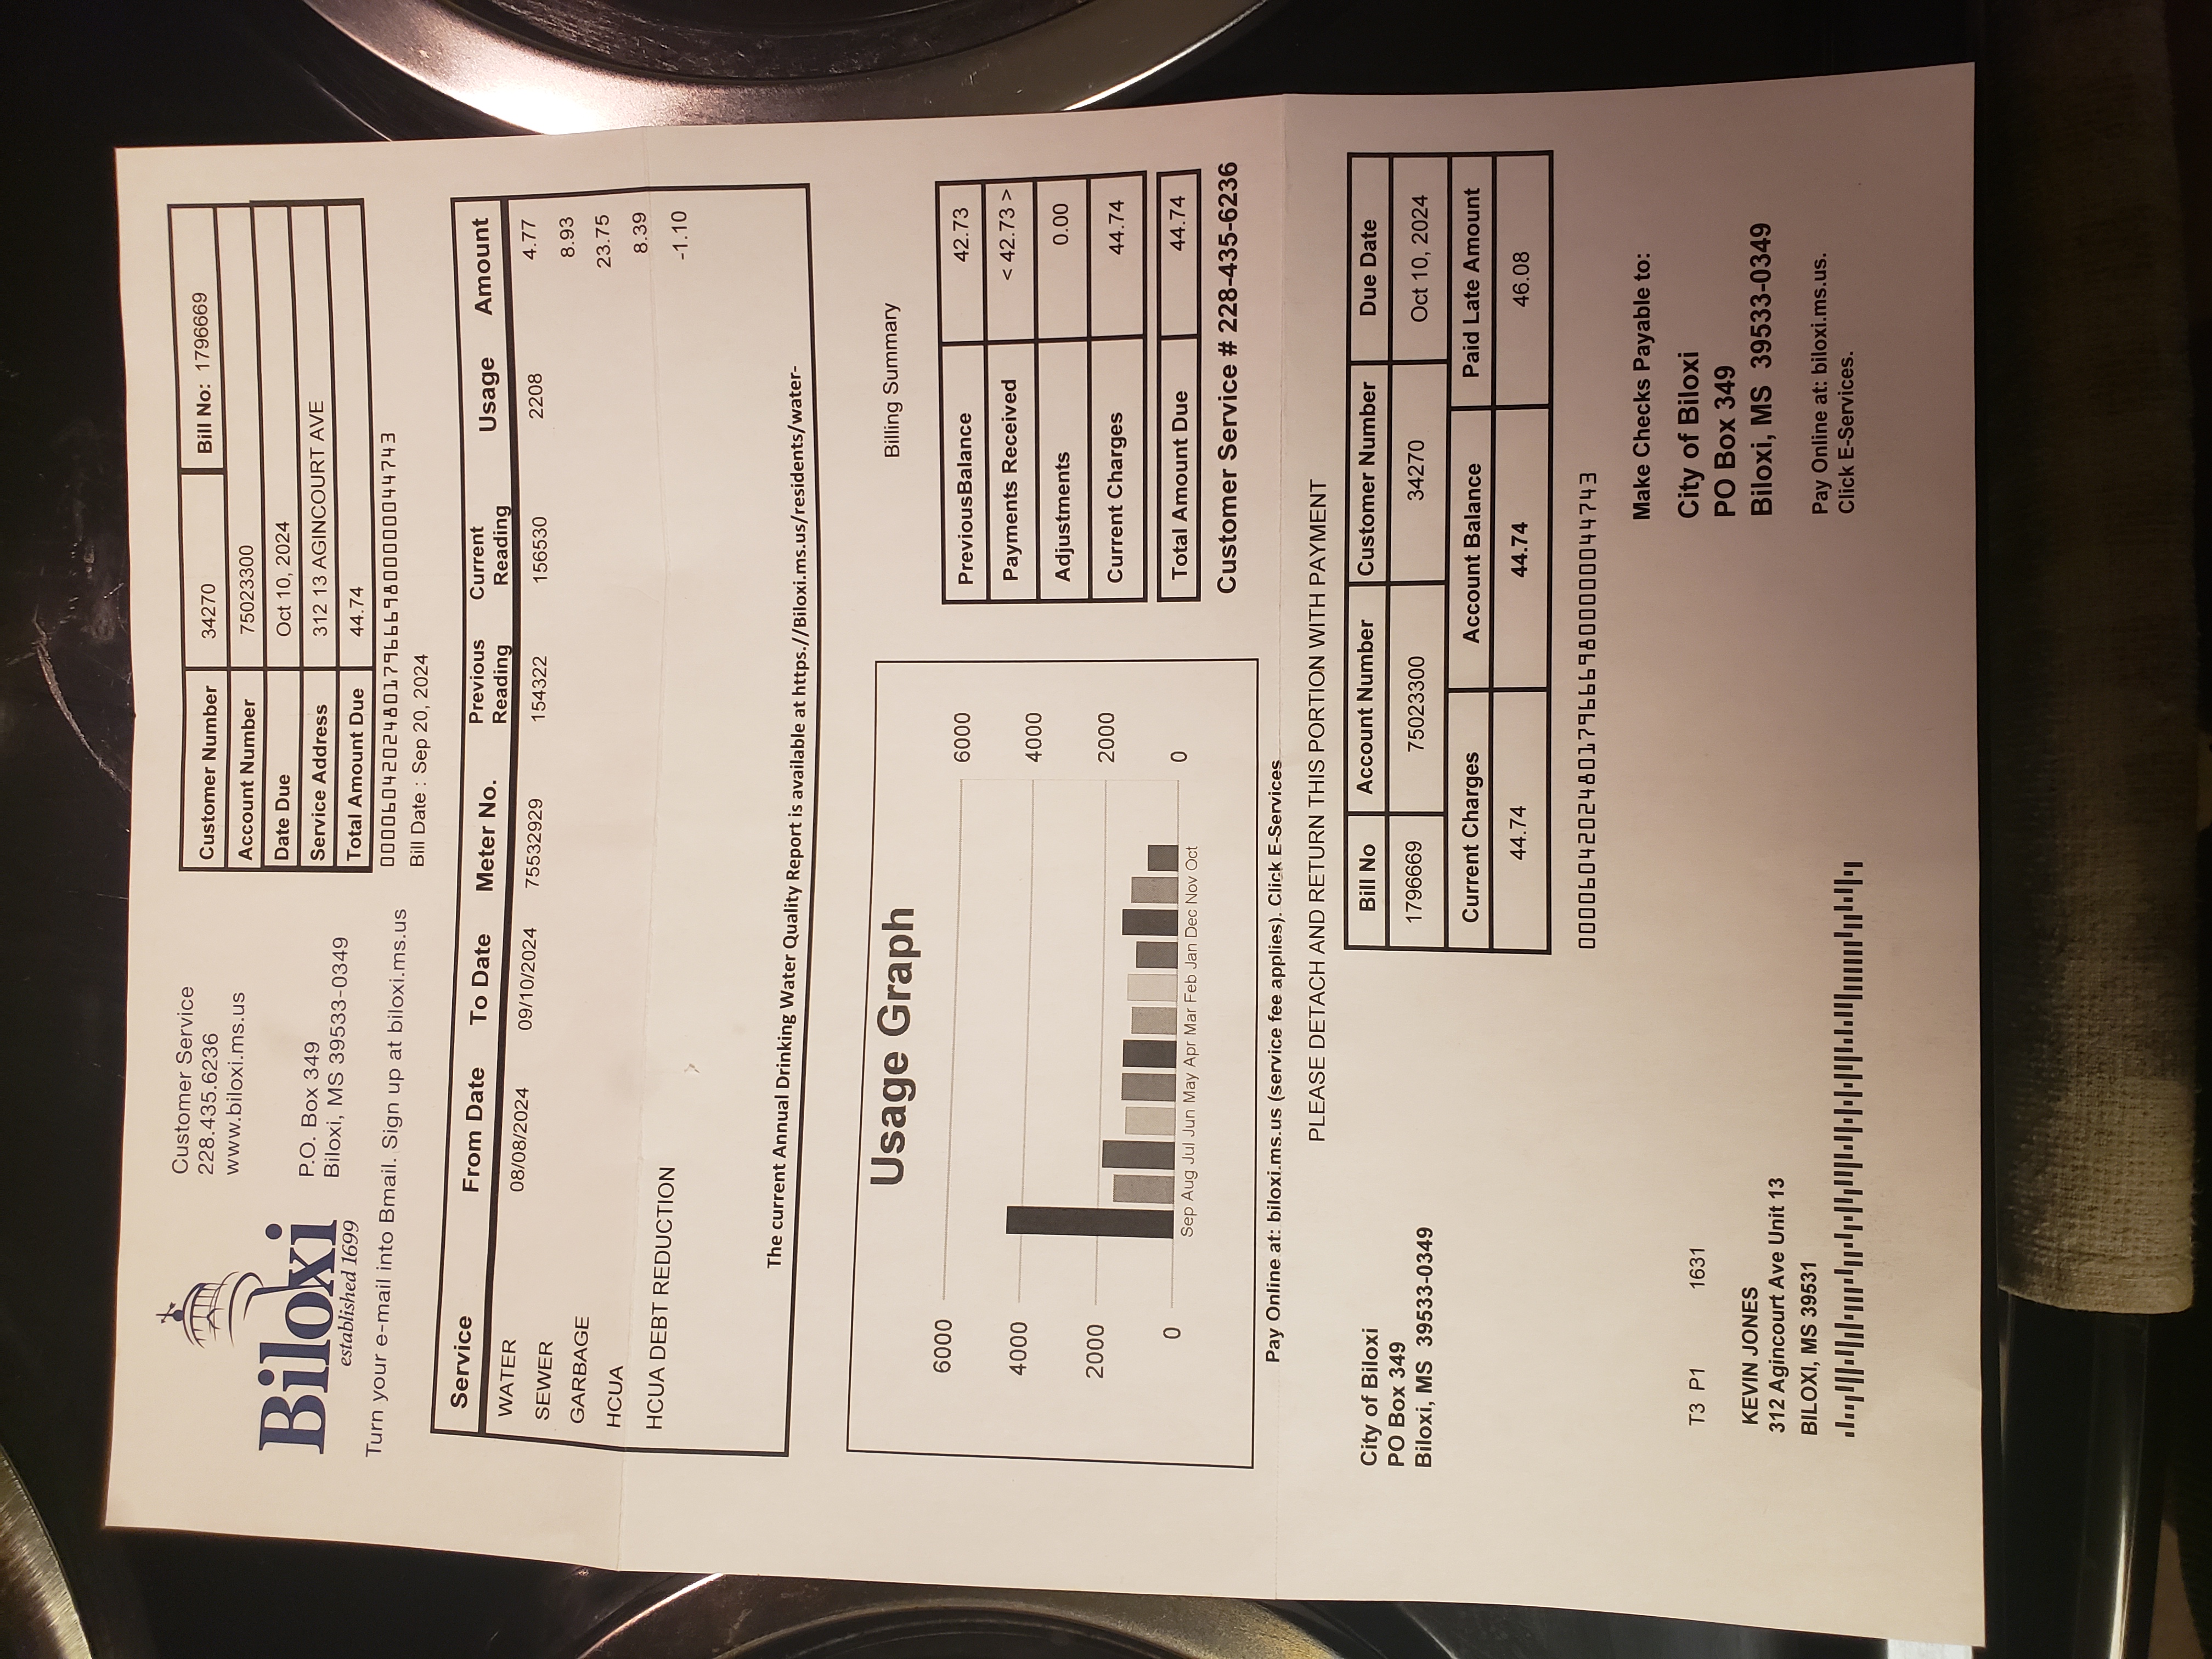 Biloxi
established 1699
Turn your e-mail into Bmail. Sign up at biloxi.ms.us
Customer Service
228.435.6236
www.biloxi.ms.us
P.O. Box 349
Biloxi, MS 39533-0349
Customer Number 34270 Bill No: 1796669
Account Number 75023300
Date Due Oct 10, 2024
Service Address 312 13 AGINCOURT AVE
Total Amount Due 44.74
00006042024801796669800000044743
Bill Date : Sep 20, 2024
Service From Date To Date Meter No. Previous Reading Current Reading Usage Amount
WATER 08/08/2024 09/10/2024 75532929 154322 156530 2208 4.77
SEWER 8.93
GARBAGE 23.75
HCUA 8.39
HCUA DEBT REDUCTION -1.10
The current Annual Drinking Water Quality Report is available at https.//Biloxi.ms.us/residents/water-
Usage Graph
6000 6000
4000 4000
2000 2000
0 0
Sep Aug Jul Jun May Apr Mar Feb Jan Dec Nov Oct
Billing Summary
PreviousBalance 42.73
Payments Received < 42.73 >
Adjustments 0.00
Current Charges 44.74
Total Amount Due 44.74
Customer Service # 228-435-6236
Pay Online at: biloxi.ms.us (service fee applies). Click E-Services
PLEASE DETACH AND RETURN THIS PORTION WITH PAYMENT
City of Biloxi
PO Box 349
Biloxi, MS 39533-0349
Bill No Account Number Customer Number Due Date
1796669 75023300 34270 Oct 10, 2024
Current Charges Account Balance Paid Late Amount
44.74 44.74 46.08
00006042024801796669800000044743
Make Checks Payable to:
City of Biloxi
PO Box 349
Biloxi, MS 39533-0349
Pay Online at: biloxi.ms.us.
Click E-Services.
T3 P1 1631
KEVIN JONES
312 Agincourt Ave Unit 13
BILOXI, MS 39531